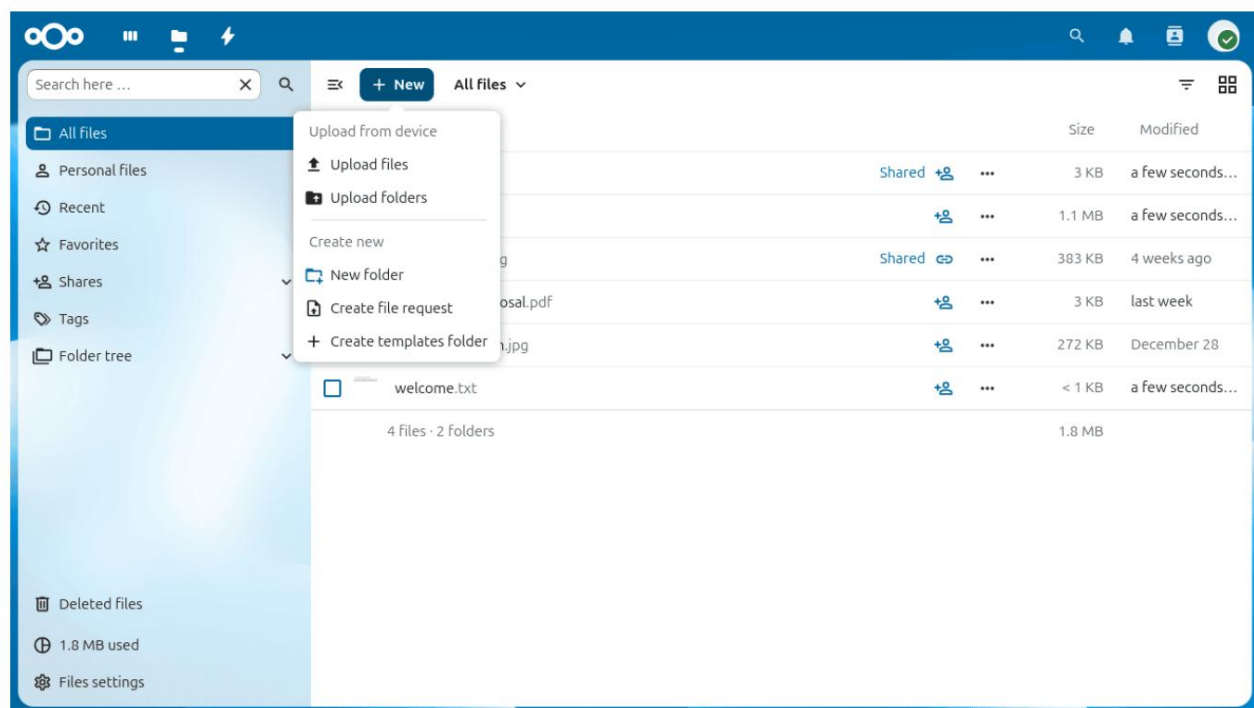 Search here ...
+ New
All files
All files
Personal files
Recent
Favorites
Shares
Tags
Folder tree
Deleted files
1.8 MB used
Files settings
Upload from device
Upload files
Upload folders
Create new
New folder
Create file request
Create templates folder
Size Modified
Shared 3 KB a few seconds...
1.1 MB a few seconds...
Shared 383 KB 4 weeks ago
.pdf 3 KB last week
.jpg 272 KB December 28
welcome.txt < 1 KB a few seconds...
4 files · 2 folders 1.8 MB